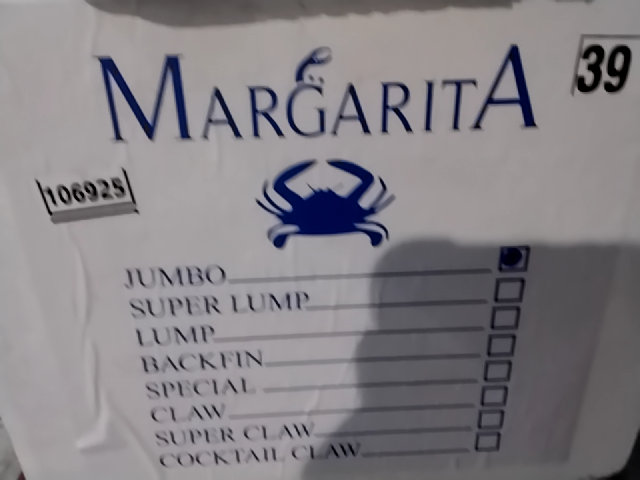 MARGARITA
39
106925
JUMBO
SUPER LUMP
LUMP
BACKFIN
SPECIAL
CLAW
SUPER CLAW
COCKTAIL CLAW